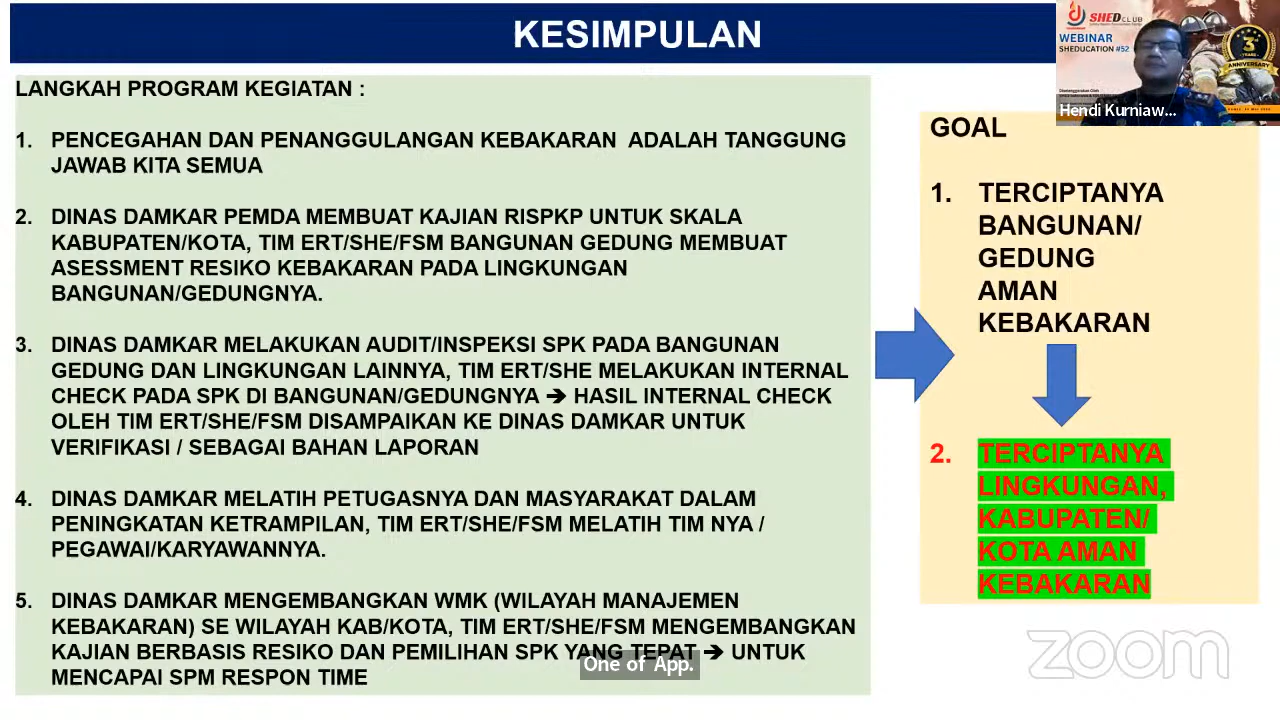 KESIMPULAN
LANGKAH PROGRAM KEGIATAN :
1. PENCEGAHAN DAN PENANGGULANGAN KEBAKARAN ADALAH TANGGUNG
JAWAB KITA SEMUA
2. DINAS DAMKAR PEMDA MEMBUAT KAJIAN RISPKP UNTUK SKALA
KABUPATEN/KOTA, TIM ERT/SHE/FSM BANGUNAN GEDUNG MEMBUAT
ASESSMENT RESIKO KEBAKARAN PADA LINGKUNGAN
BANGUNAN/GEDUNGNYA.
3. DINAS DAMKAR MELAKUKAN AUDIT/INSPEKSI SPK PADA BANGUNAN
GEDUNG DAN LINGKUNGAN LAINNYA, TIM ERT/SHE MELAKUKAN INTERNAL
CHECK PADA SPK DI BANGUNAN/GEDUNGNYA ➔ HASIL INTERNAL CHECK
OLEH TIM ERT/SHE/FSM DISAMPAIKAN KE DINAS DAMKAR UNTUK
VERIFIKASI / SEBAGAI BAHAN LAPORAN
4. DINAS DAMKAR MELATIH PETUGASNYA DAN MASYARAKAT DALAM
PENINGKATAN KETRAMPILAN, TIM ERT/SHE/FSM MELATIH TIM NYA /
PEGAWAI/KARYAWANNYA.
5. DINAS DAMKAR MENGEMBANGKAN WMK (WILAYAH MANAJEMEN
KEBAKARAN) SE WILAYAH KAB/KOTA, TIM ERT/SHE/FSM MENGEMBANGKAN
KAJIAN BERBASIS RESIKO DAN PEMILIHAN SPK YANG TEPAT ➔ UNTUK
MENCAPAI SPM RESPON TIME
One of App.
GOAL
1. TERCIPTANYA
BANGUNAN/
GEDUNG
AMAN
KEBAKARAN
2. TERCIPTANYA
LINGKUNGAN,
KABUPATEN/
KOTA AMAN
KEBAKARAN
SHED CLUB
WEBINAR
SHEDUCATION #52
3rd
YEARS
ANNIVERSARY
Hendi Kurniaw...
zoom